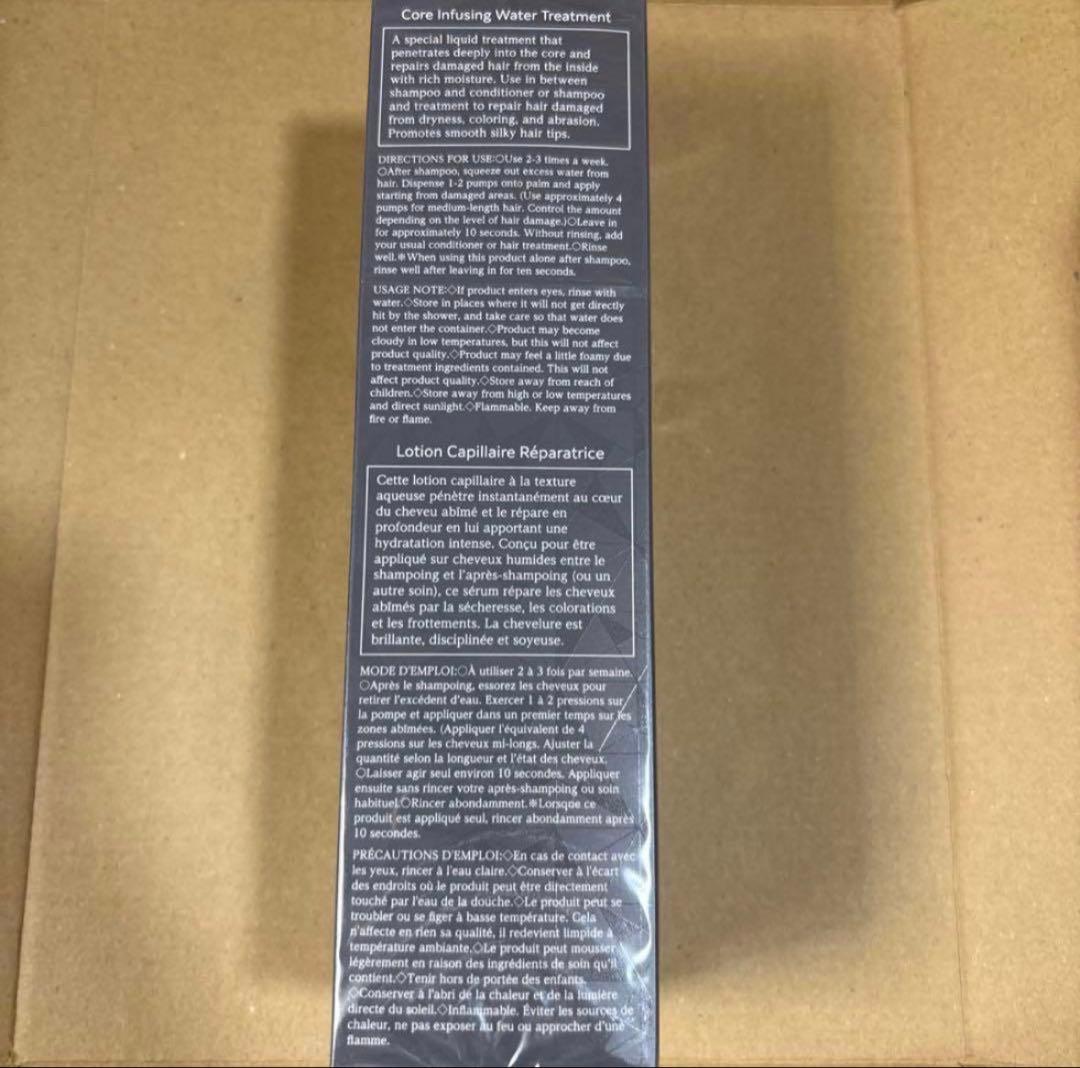 Core Infusing Water Treatment
A special liquid treatment that
penetrates deeply into the core and
repairs damaged hair from the inside
with rich moisture. Use in between
shampoo and conditioner or shampoo
and treatment to repair hair damaged
from dryness, coloring, and abrasion.
Promotes smooth silky hair tips.
DIRECTIONS FOR USE:○Use 2-3 times a week.
○After shampoo, squeeze out excess water from
hair. Dispense 1-2 pumps onto palm and apply
starting from damaged areas. (Use approximately 4
pumps for medium-length hair. Control the amount
depending on the level of hair damage.)○Leave in
for approximately 10 seconds. Without rinsing, add
your usual conditioner or hair treatment.○Rinse
well.※When using this product alone after shampoo,
rinse well after leaving in for ten seconds.
USAGE NOTE:◇If product enters eyes, rinse with
water.◇Store in places where it will not get directly
hit by the shower, and take care so that water does
not enter the container.◇Product may become
cloudy in low temperatures, but this will not affect
product quality.◇Product may feel a little foamy due
to treatment ingredients contained. This will not
affect product quality.◇Store away from reach of
children.◇Store away from high or low temperatures
and direct sunlight.◇Flammable. Keep away from
fire or flame.
Lotion Capillaire Réparatrice
Cette lotion capillaire à la texture
aqueuse pénètre instantanément au cœur
du cheveu abîmé et le répare en
profondeur en lui apportant une
hydratation intense. Conçu pour être
appliqué sur cheveux humides entre le
shampoing et l'après-shampoing (ou un
autre soin), ce sérum répare les cheveux
abîmés par la sécheresse, les colorations
et les frottements. La chevelure est
brillante, disciplinée et soyeuse.
MODE D'EMPLOI:○À utiliser 2 à 3 fois par semaine.
○Après le shampoing, essorez les cheveux pour
retirer l'excédent d'eau. Exercer 1 à 2 pressions sur
la pompe et appliquer dans un premier temps sur les
zones abîmées. (Appliquer l'équivalent de 4
pressions sur les cheveux mi-longs. Ajuster la
quantité selon la longueur et l'état des cheveux.
○Laisser agir seul environ 10 secondes. Appliquer
ensuite sans rincer votre après-shampoing ou soin
habituel.○Rincer abondamment.※Lorsque ce
produit est appliqué seul, rincer abondamment après
10 secondes.
PRÉCAUTIONS D'EMPLOI:◇En cas de contact avec
les yeux, rincer à l'eau claire.◇Conserver à l'écart
des endroits où le produit peut être directement
touché par l'eau de la douche.◇Le produit peut se
troubler ou se figer à basse température. Cela
n'affecte en rien sa qualité, il redevient limpide à
température ambiante.◇Le produit peut mousser
légèrement en raison des ingrédients de soin qu'il
contient.◇Tenir hors de portée des enfants.
◇Conserver à l'abri de la chaleur et de la lumière
directe du soleil.◇Inflammable. Éviter les sources de
chaleur, ne pas exposer au feu ou approcher d'une
flamme.